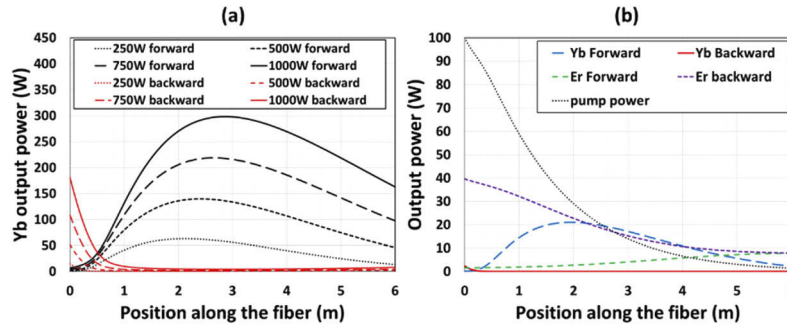 (a)
450
400
350
300
250
200
150
100
50
0
Yb output power (W)
250W forward
500W forward
750W forward
1000W forward
250W backward
500W backward
750W backward
1000W backward
0 1 2 3 4 5 6
Position along the fiber (m)
(b)
100
90
80
70
60
50
40
30
20
10
0
Output power (W)
Yb Forward
Yb Backward
Er Forward
Er backward
pump power
0 1 2 3 4 5
Position along the fiber (m)